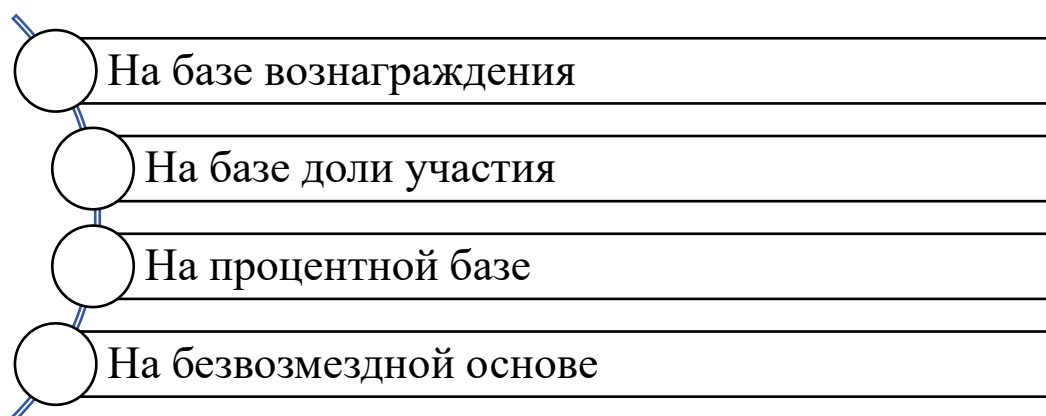 На базе вознаграждения
На базе доли участия
На процентной базе
На безвозмездной основе